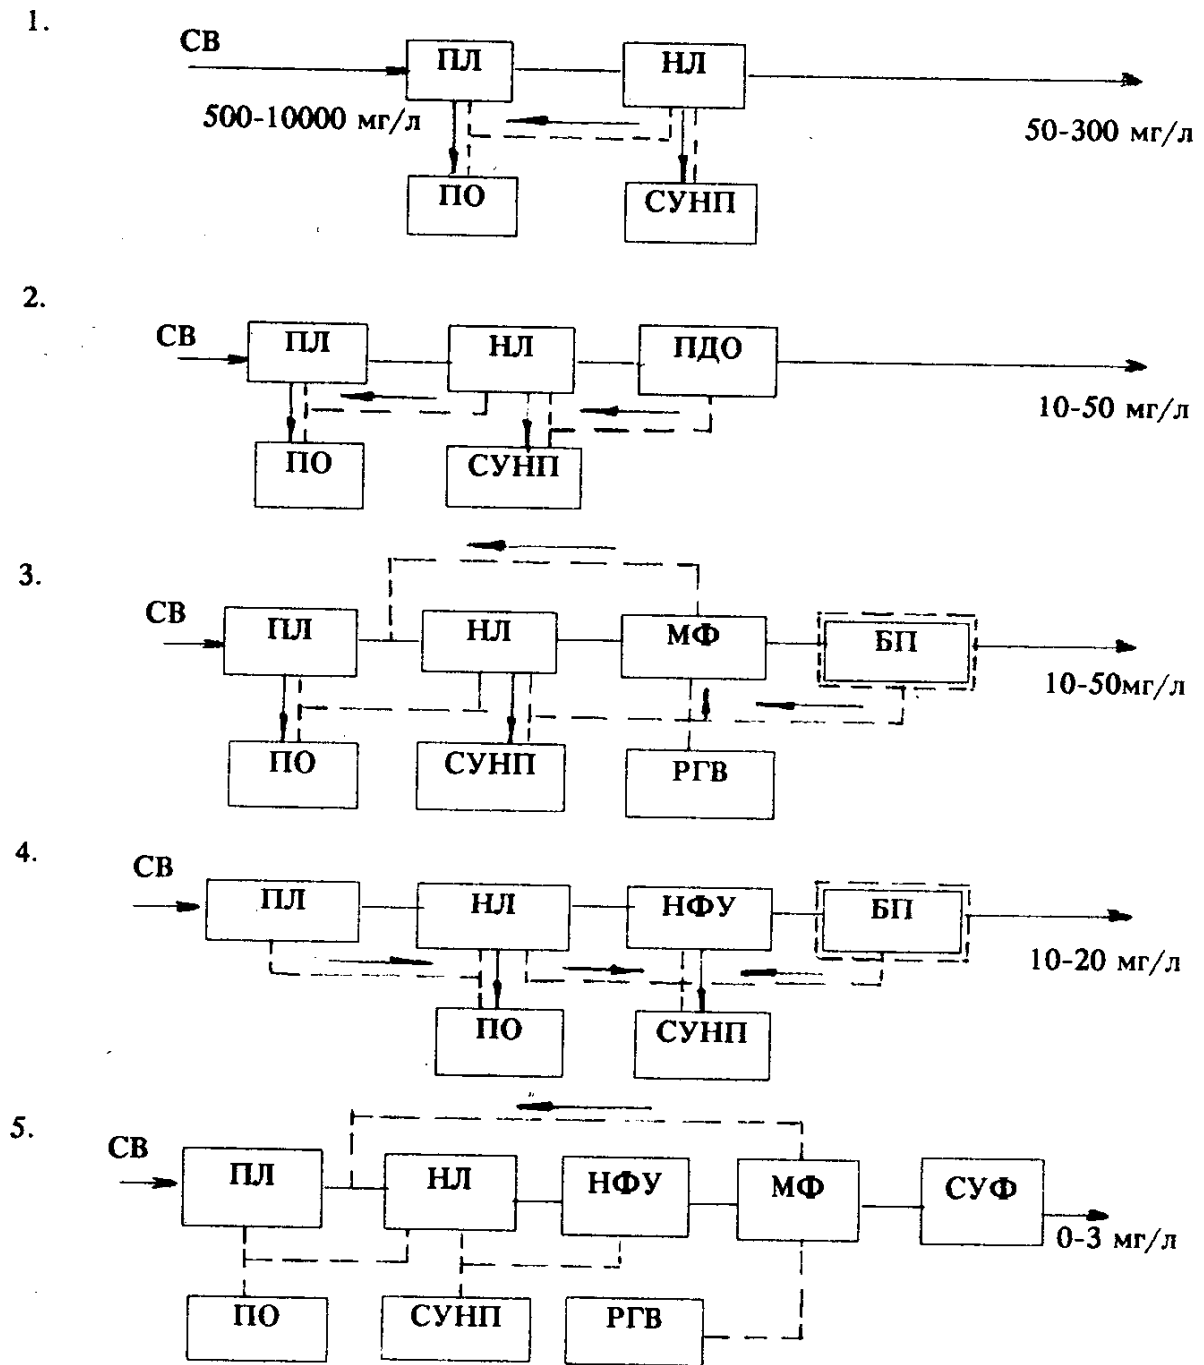 1.
СВ
ПЛ
НЛ
500-10000 мг/л
50-300 мг/л
ПО
СУНП
2.
СВ
ПЛ
НЛ
ПДО
10-50 мг/л
ПО
СУНП
3.
СВ
ПЛ
НЛ
МФ
БП
10-50мг/л
ПО
СУНП
РГВ
4.
СВ
ПЛ
НЛ
НФУ
БП
10-20 мг/л
ПО
СУНП
5.
СВ
ПЛ
НЛ
НФУ
МФ
СУФ
0-3 мг/л
ПО
СУНП
РГВ